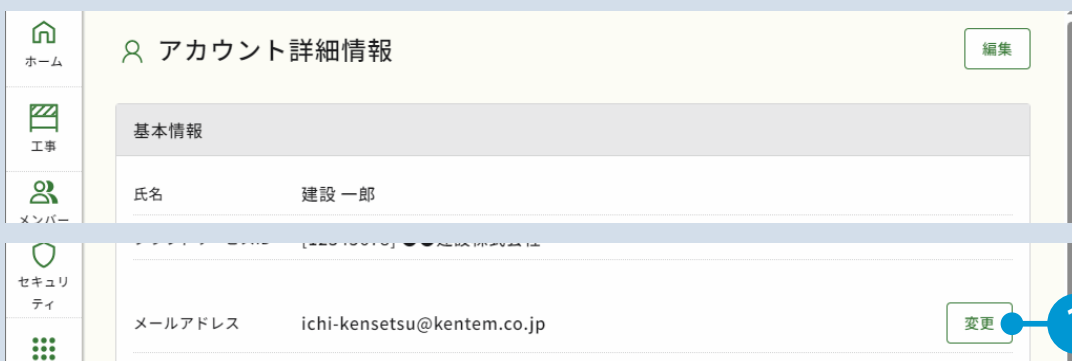 ホーム
アカウント詳細情報
編集
工事
基本情報
メンバー
氏名
建設 一郎
セキュリ
ティ
メールアドレス
ichi-kensetsu@kentem.co.jp
変更